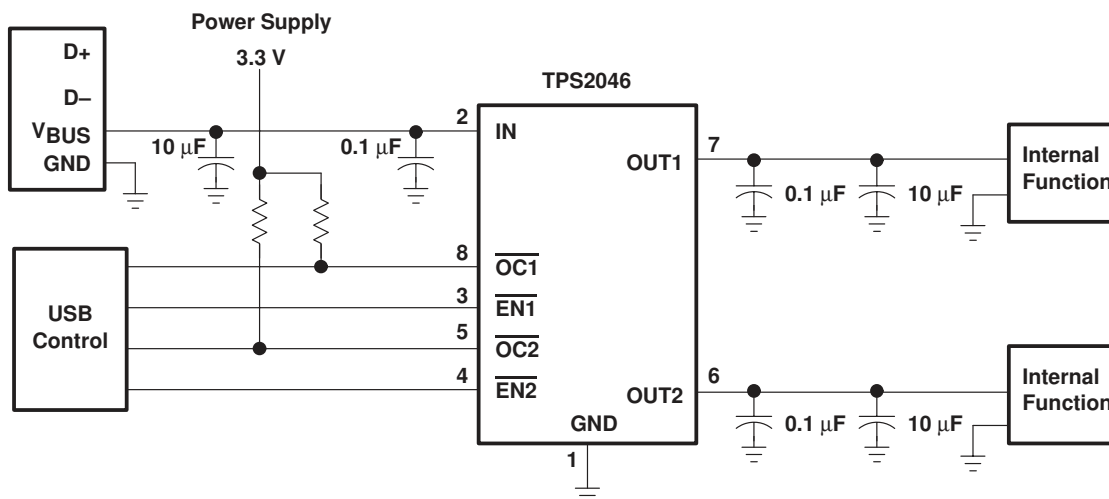 Power Supply
3.3 V
D+
D–
VBUS
GND
10 μF
0.1 μF
TPS2046
2
IN
7
OUT1
0.1 μF
10 μF
Internal
Function
USB
Control
8
OC1
3
EN1
5
OC2
4
EN2
6
OUT2
GND
1
0.1 μF
10 μF
Internal
Function